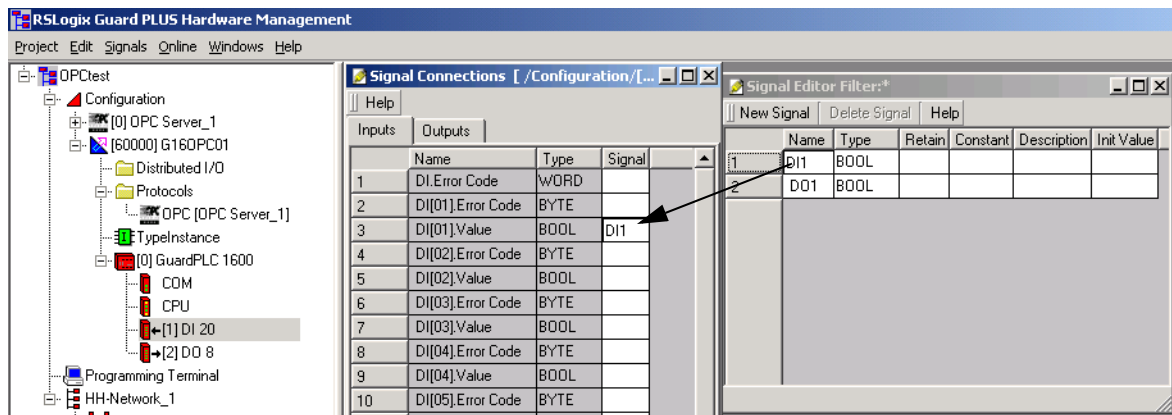 RSLogix Guard PLUS Hardware Management
Project Edit Signals Online Windows Help
OPCtest
Configuration
[0] OPC Server_1
[60000] G16OPC01
Distributed I/O
Protocols
OPC [OPC Server_1]
TypeInstance
[0] GuardPLC 1600
COM
CPU
[1] DI 20
[2] DO 8
Programming Terminal
HH-Network_1
Signal Connections [ /Configuration/[...
Help
Inputs Outputs
Name Type Signal
1 DI.Error Code WORD
2 DI[01].Error Code BYTE
3 DI[01].Value BOOL DI1
4 DI[02].Error Code BYTE
5 DI[02].Value BOOL
6 DI[03].Error Code BYTE
7 DI[03].Value BOOL
8 DI[04].Error Code BYTE
9 DI[04].Value BOOL
10 DI[05].Error Code BYTE
Signal Editor Filter:*
New Signal Delete Signal Help
Name Type Retain Constant Description Init Value
1 DI1 BOOL
2 DO1 BOOL